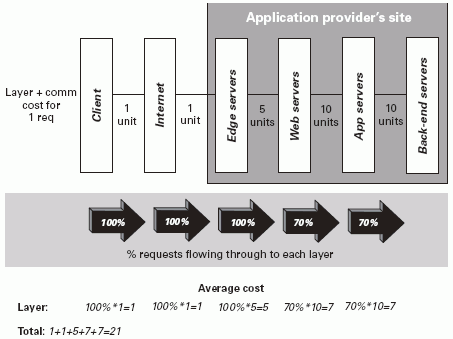 Application provider's site
Layer + comm
cost for
1 req
Client
1
unit
Internet
1
unit
Edge servers
5
units
Web servers
10
units
App servers
10
units
Back-end servers
100%
100%
100%
70%
70%
% requests flowing through to each layer
Average cost
Layer: 100%*1=1 100%*1=1 100%*5=5 70%*10=7 70%*10=7
Total: 1+1+5+7+7=21